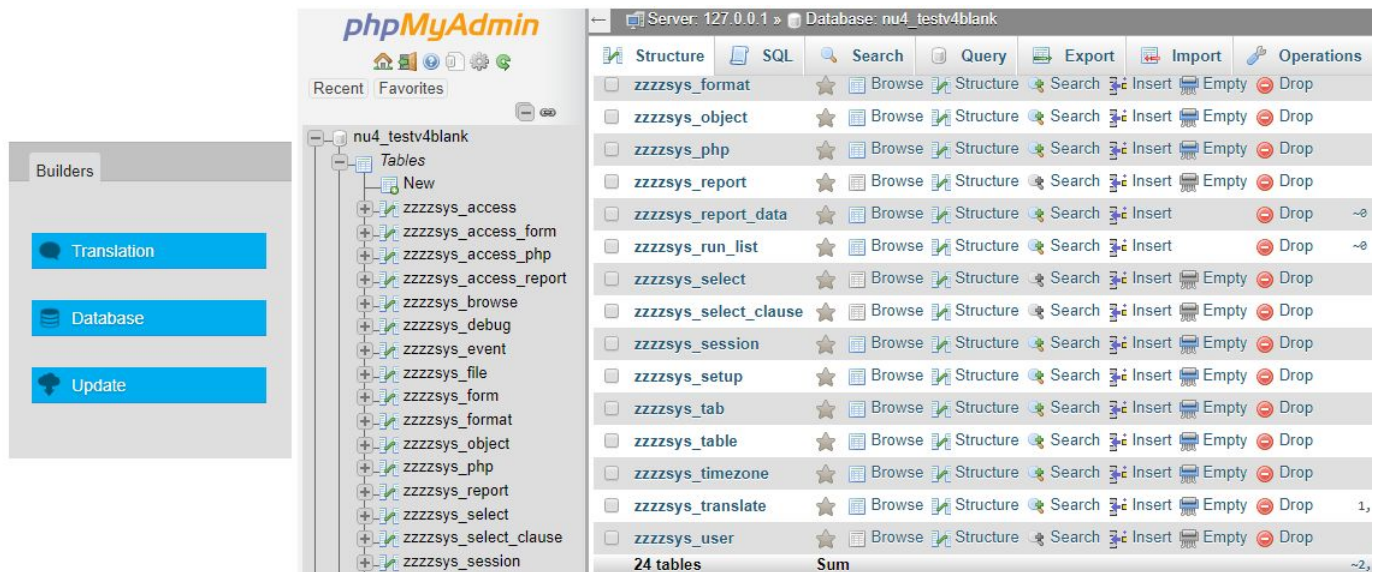 Builders
Translation
Database
Update
phpMyAdmin
Recent Favorites
nu4_testv4blank
Tables
New
zzzzsys_access
zzzzsys_access_form
zzzzsys_access_php
zzzzsys_access_report
zzzzsys_browse
zzzzsys_debug
zzzzsys_event
zzzzsys_file
zzzzsys_form
zzzzsys_format
zzzzsys_object
zzzzsys_php
zzzzsys_report
zzzzsys_select
zzzzsys_select_clause
zzzzsys_session
Server: 127.0.0.1 » Database: nu4_testv4blank
Structure SQL Search Query Export Import Operations
zzzzsys_format Browse Structure Search Insert Empty Drop
zzzzsys_object Browse Structure Search Insert Empty Drop
zzzzsys_php Browse Structure Search Insert Empty Drop
zzzzsys_report Browse Structure Search Insert Empty Drop
zzzzsys_report_data Browse Structure Search Insert Drop ~0
zzzzsys_run_list Browse Structure Search Insert Drop ~0
zzzzsys_select Browse Structure Search Insert Empty Drop
zzzzsys_select_clause Browse Structure Search Insert Empty Drop
zzzzsys_session Browse Structure Search Insert Empty Drop
zzzzsys_setup Browse Structure Search Insert Empty Drop
zzzzsys_tab Browse Structure Search Insert Empty Drop
zzzzsys_table Browse Structure Search Insert Empty Drop
zzzzsys_timezone Browse Structure Search Insert Empty Drop
zzzzsys_translate Browse Structure Search Insert Empty Drop 1,
zzzzsys_user Browse Structure Search Insert Empty Drop
24 tables Sum ~2,